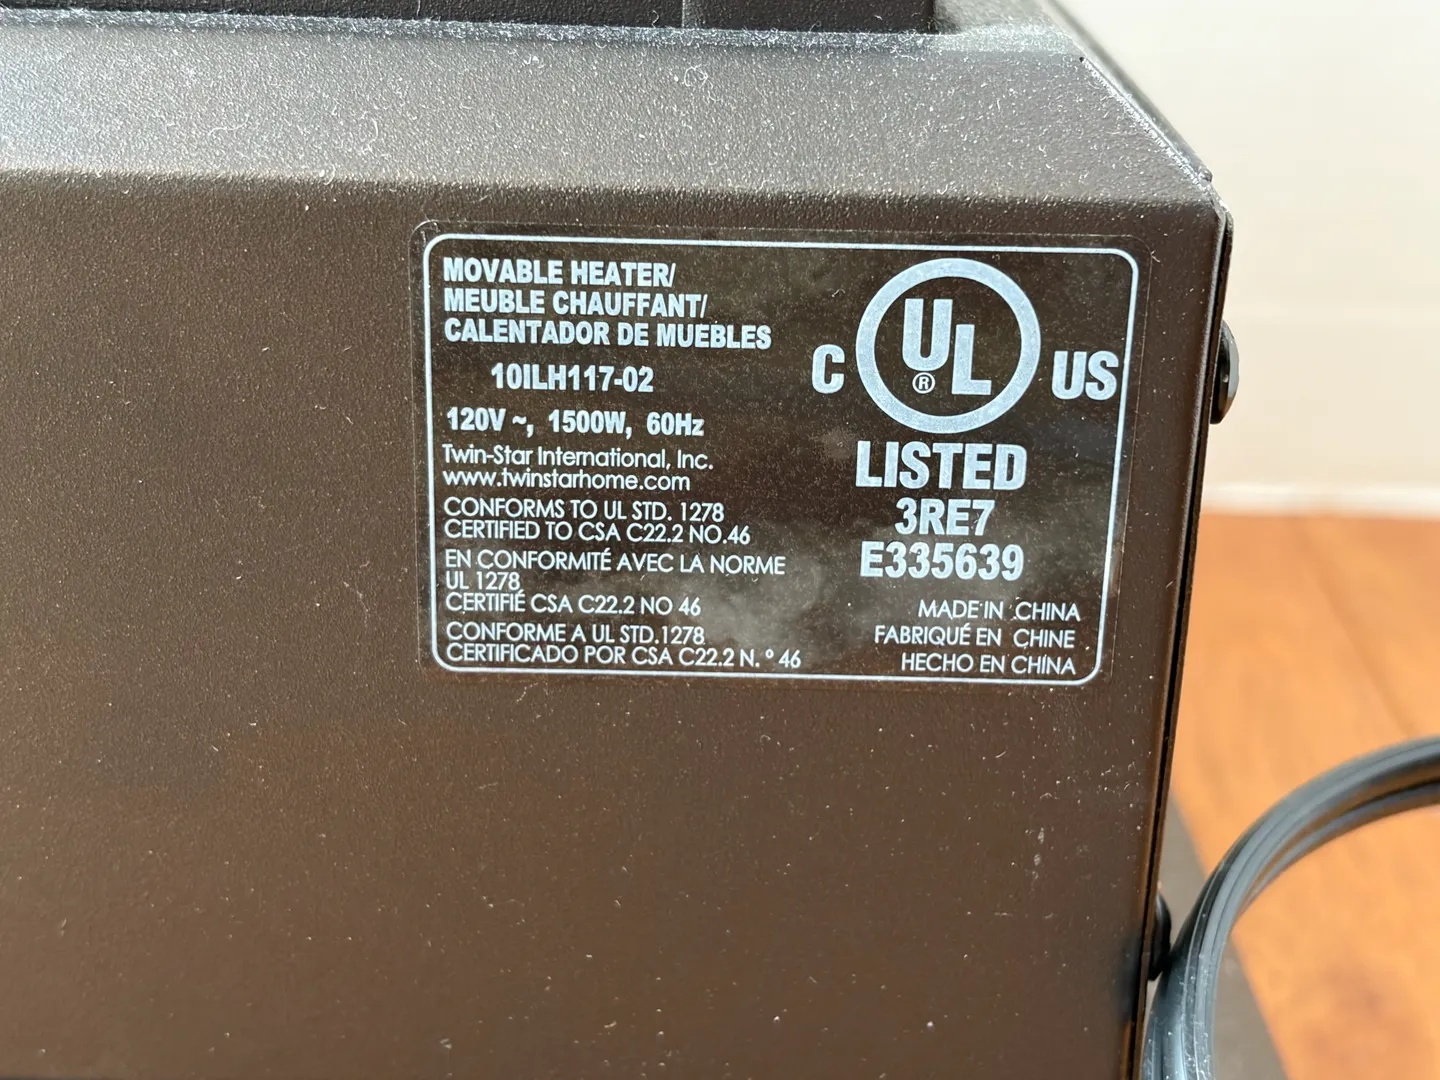 MOVABLE HEATER/
MEUBLE CHAUFFANT/
CALENTADOR DE MUEBLES
10ILH117-02
120V ~, 1500W, 60Hz
Twin-Star International, Inc.
www.twinstarhome.com
CONFORMS TO UL STD. 1278
CERTIFIED TO CSA C22.2 NO.46
EN CONFORMITÉ AVEC LA NORME
UL 1278
CERTIFIÉ CSA C22.2 NO 46
CONFORME A UL STD.1278
CERTIFICADO POR CSA C22.2 N. º 46
C UL ® US
LISTED
3RE7
E335639
MADE IN CHINA
FABRIQUÉ EN CHINE
HECHO EN CHINA